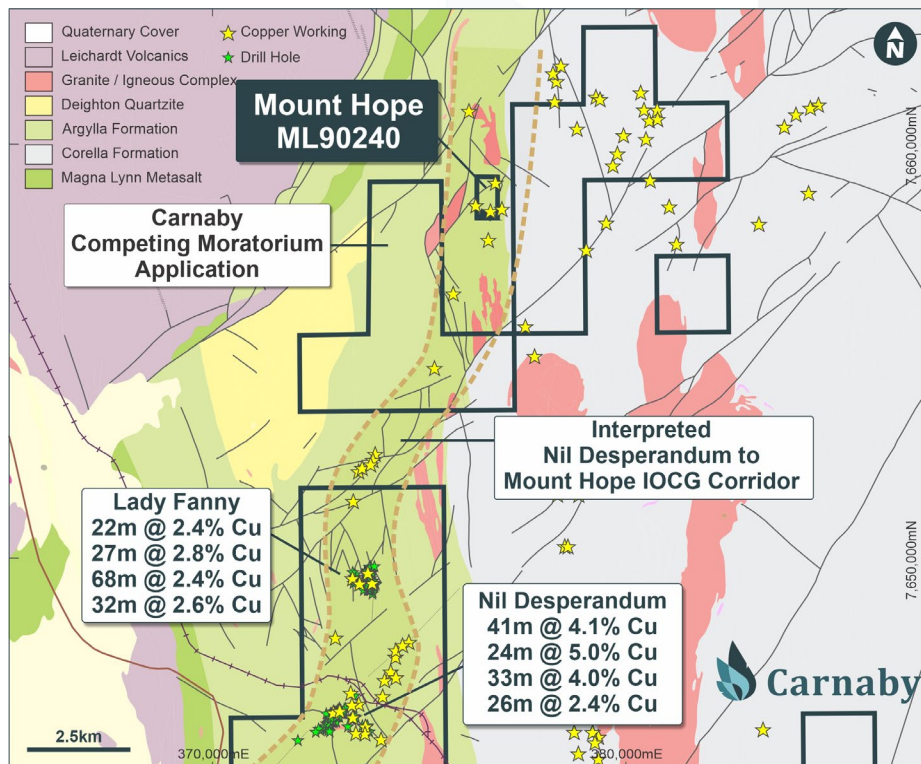 Quaternary Cover
Leichardt Volcanics
Granite / Igneous Complex
Deighton Quartzite
Argylla Formation
Corella Formation
Magna Lynn Metasalt
Copper Working
Drill Hole
N
Mount Hope
ML90240
Carnaby
Competing Moratorium
Application
7,660,000mN
Interpreted
Nil Desperandum to
Mount Hope IOCG Corridor
Lady Fanny
22m @ 2.4% Cu
27m @ 2.8% Cu
68m @ 2.4% Cu
32m @ 2.6% Cu
7,650,000mN
Nil Desperandum
41m @ 4.1% Cu
24m @ 5.0% Cu
33m @ 4.0% Cu
26m @ 2.4% Cu
Carnaby
2.5km
370,000mE
380,000mE